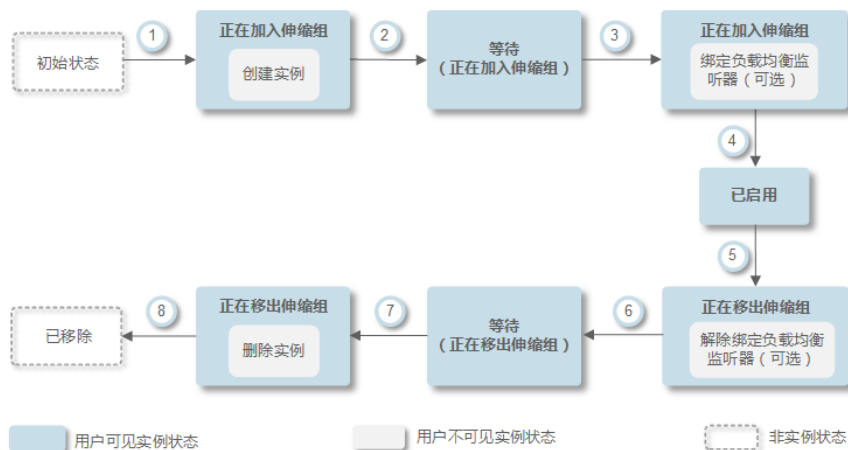 初始状态
1
正在加入伸缩组
创建实例
2
等待
（正在加入伸缩组）
3
正在加入伸缩组
绑定负载均衡监
听器（可选）
4
已启用
5
正在移出伸缩组
解除绑定负载均衡
监听器（可选）
6
等待
（正在移出伸缩组）
7
正在移出伸缩组
删除实例
8
已移除
用户可见实例状态
用户不可见实例状态
非实例状态